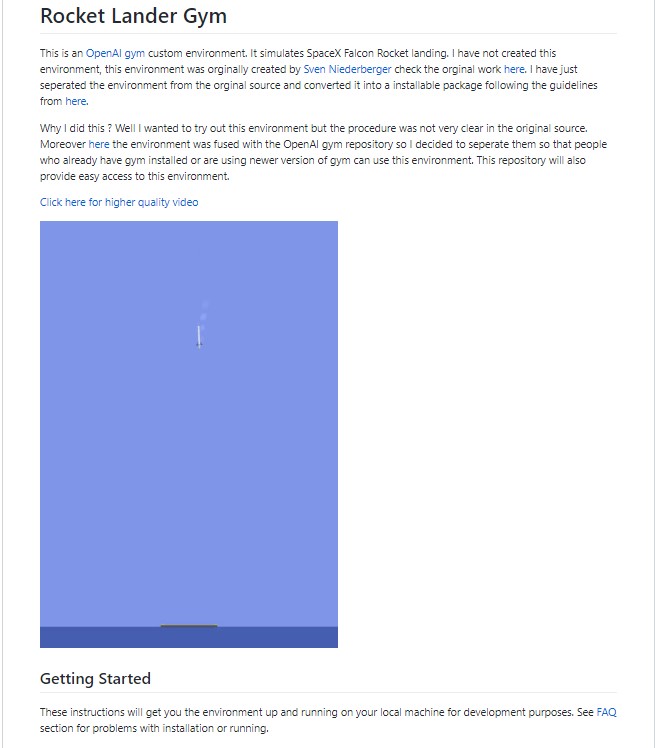 Rocket Lander Gym
This is an OpenAI gym custom environment. It simulates SpaceX Falcon Rocket landing. I have not created this
environment, this environment was orginally created by Sven Niederberger check the orginal work here. I have just
seperated the environment from the orginal source and converted it into a installable package following the guidelines
from here.
Why I did this ? Well I wanted to try out this environment but the procedure was not very clear in the original source.
Moreover here the environment was fused with the OpenAI gym repository so I decided to seperate them so that people
who already have gym installed or are using newer version of gym can use this environment. This repository will also
provide easy access to this environment.
Click here for higher quality video
Getting Started
These instructions will get you the environment up and running on your local machine for development purposes. See FAQ
section for problems with installation or running.